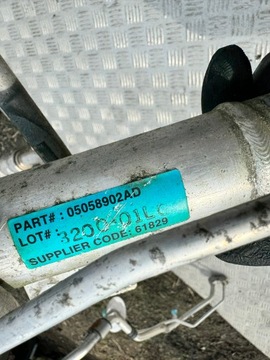 PART# : 05058902AD
LOT# :
SUPPLIER CODE: 61829